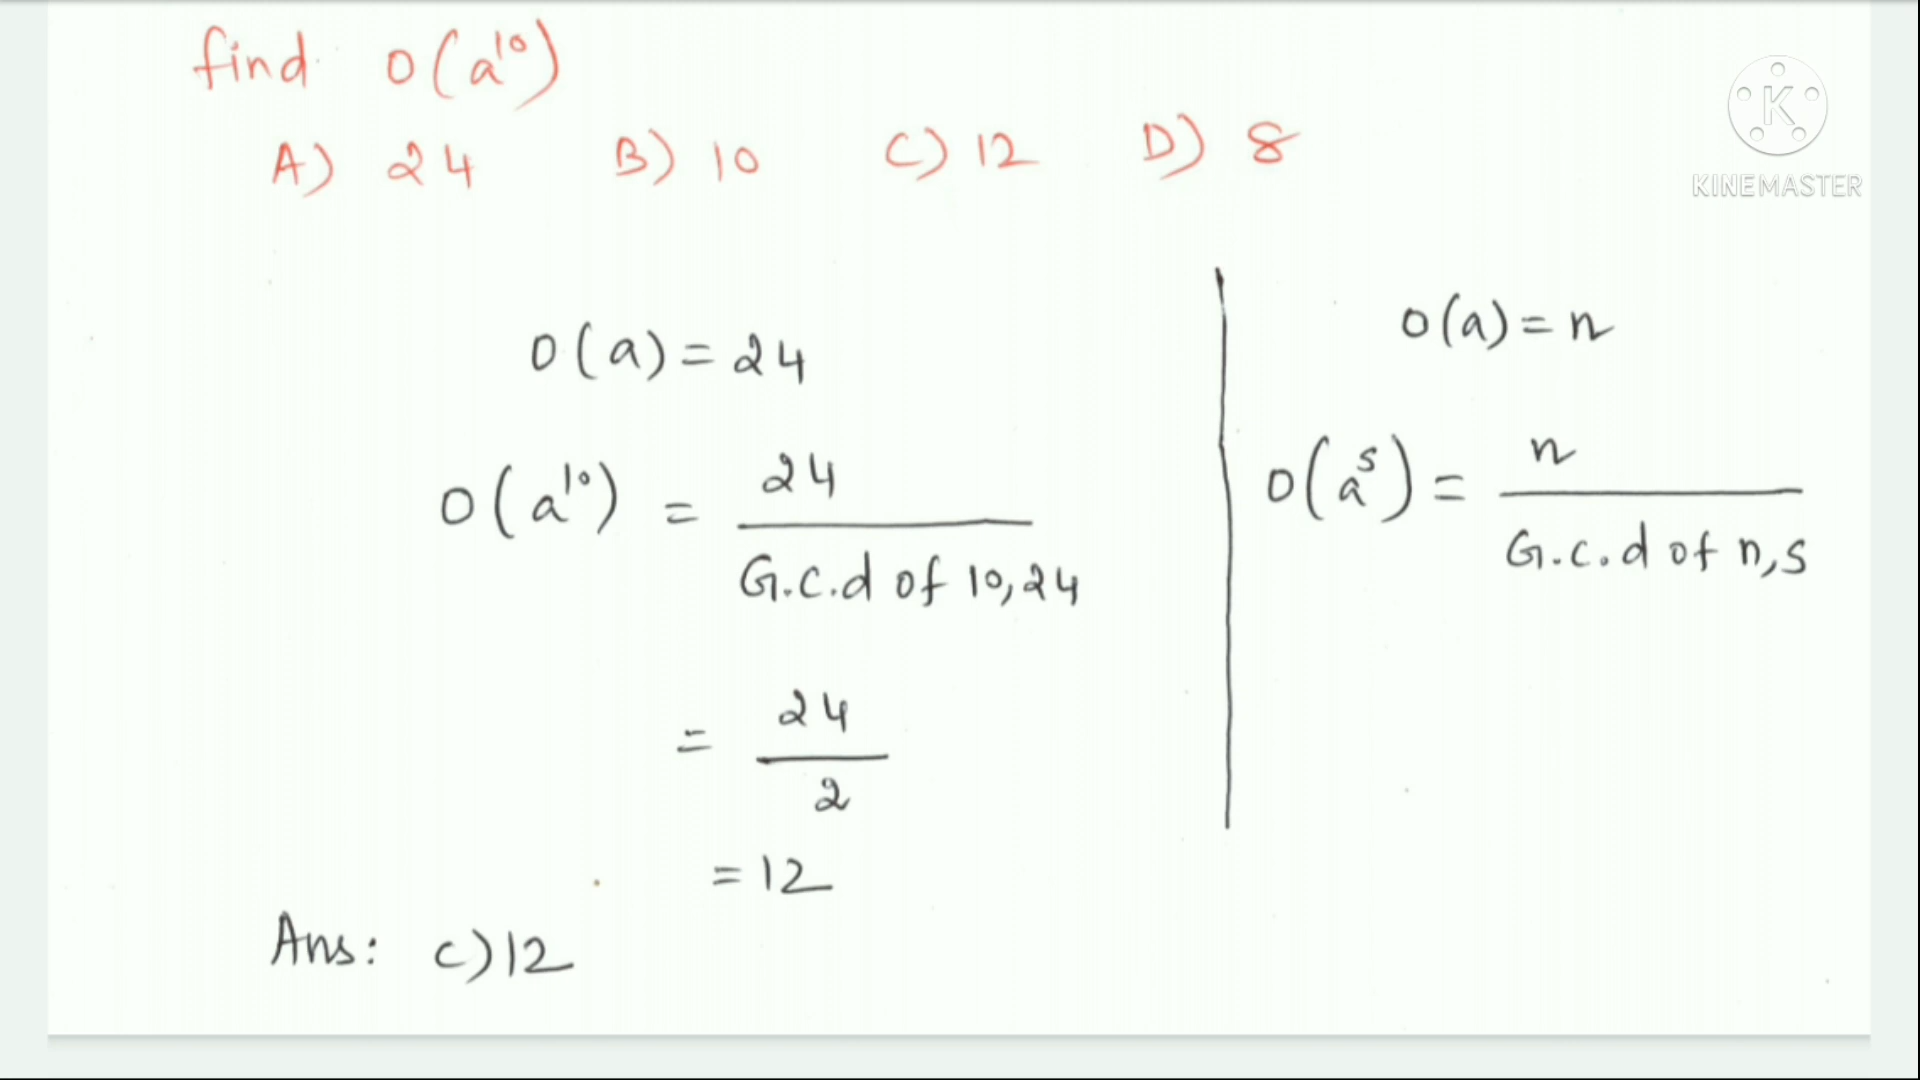 find o(a¹⁰)
A) 24 B) 10 C) 12 D) 8
K
KINEMASTER
o(a) = 24
o(a¹⁰) = 24 / G.c.d of 10,24
= 24 / 2
= 12
Ans: c) 12
o(a) = n
o(aˢ) = n / G.c.d of n,s